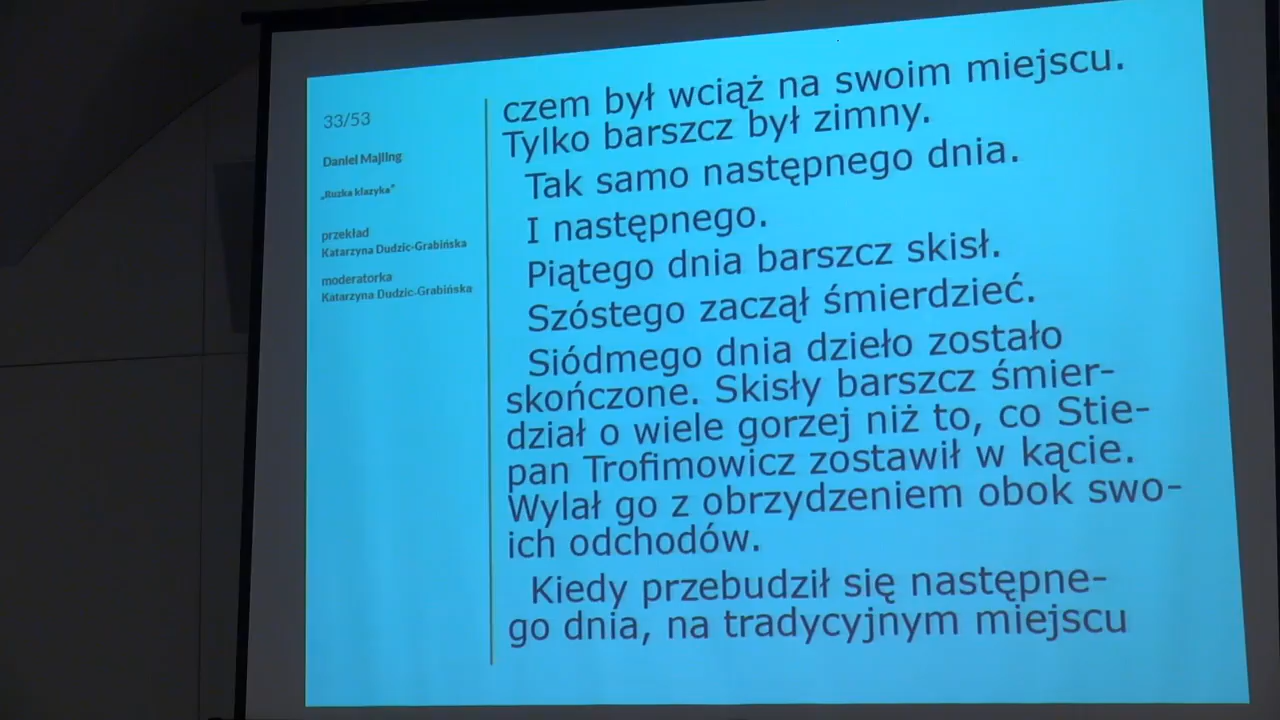 33/53
Daniel Majling
„Ruzka klazyka"
przekład
Katarzyna Dudzic-Grabińska
moderatorka
Katarzyna Dudzic-Grabińska
czem był wciąż na swoim miejscu.
Tylko barszcz był zimny.
Tak samo następnego dnia.
I następnego.
Piątego dnia barszcz skisł.
Szóstego zaczął śmierdzieć.
Siódmego dnia dzieło zostało
skończone. Skisły barszcz śmier-
dział o wiele gorzej niż to, co Stie-
pan Trofimowicz zostawił w kącie.
Wylał go z obrzydzeniem obok swo-
ich odchodów.
Kiedy przebudził się następne-
go dnia, na tradycyjnym miejscu